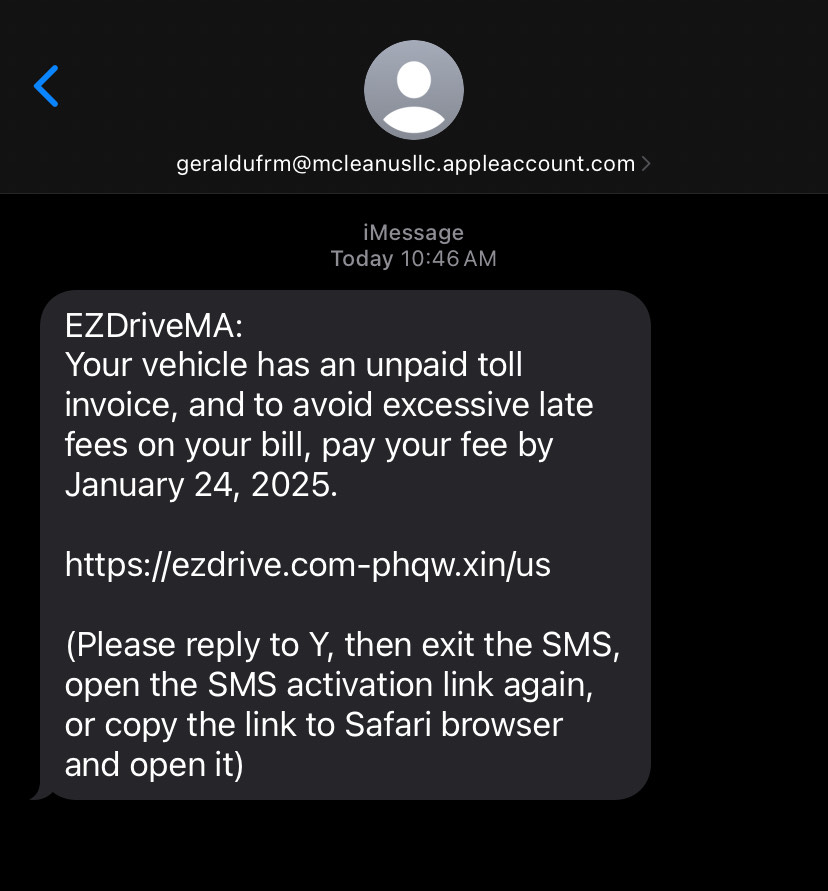 geraldufrm@mcleanusllc.appleaccount.com
iMessage
Today 10:46 AM
EZDriveMA:
Your vehicle has an unpaid toll
invoice, and to avoid excessive late
fees on your bill, pay your fee by
January 24, 2025.
https://ezdrive.com-phqw.xin/us
(Please reply to Y, then exit the SMS,
open the SMS activation link again,
or copy the link to Safari browser
and open it)